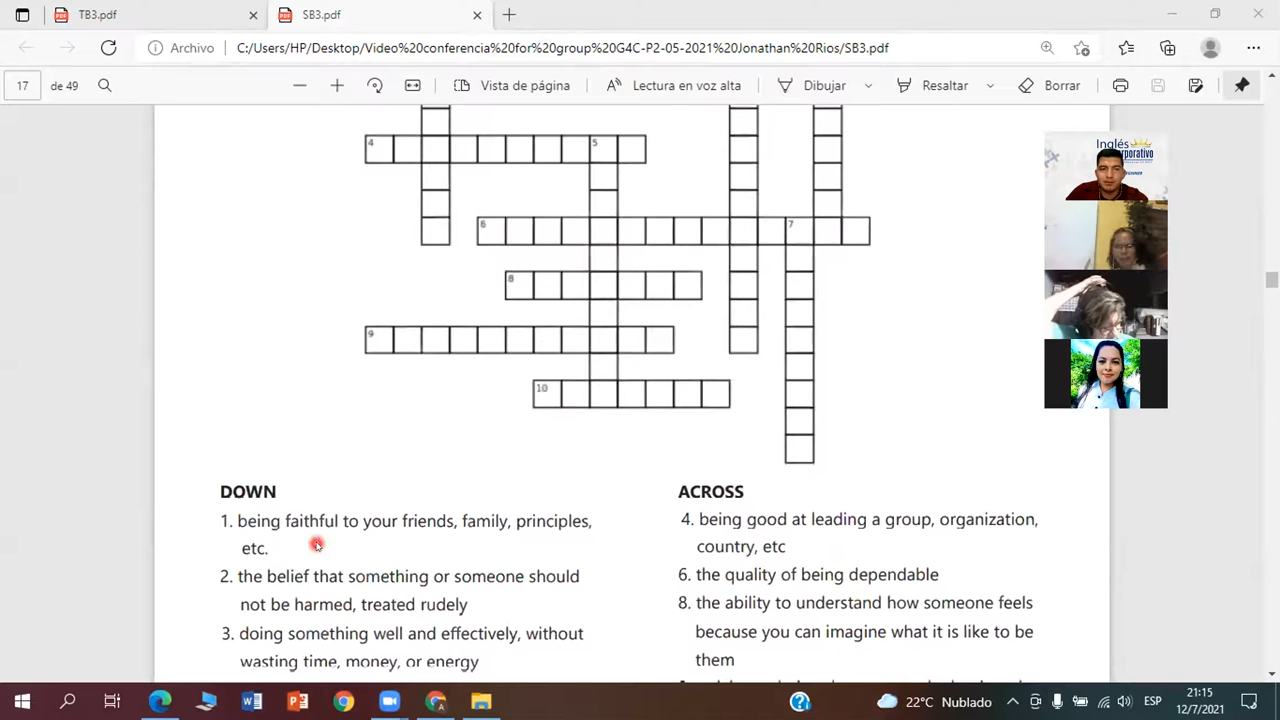 TB3.pdf
SB3.pdf
Archivo
C:/Users/HP/Desktop/Video%20conferencia%20for%20group%20G4C-P2-05-2021%20Jonathan%20Rios/SB3.pdf
17 de 49
Vista de página
Lectura en voz alta
Dibujar
Resaltar
Borrar
4
5
6
7
8
9
10
Inglés
DOWN
1. being faithful to your friends, family, principles,
etc.
2. the belief that something or someone should
not be harmed, treated rudely
3. doing something well and effectively, without
wasting time, money, or energy
ACROSS
4. being good at leading a group, organization,
country, etc
6. the quality of being dependable
8. the ability to understand how someone feels
because you can imagine what it is like to be
them
22°C Nublado
ESP
21:15
12/7/2021